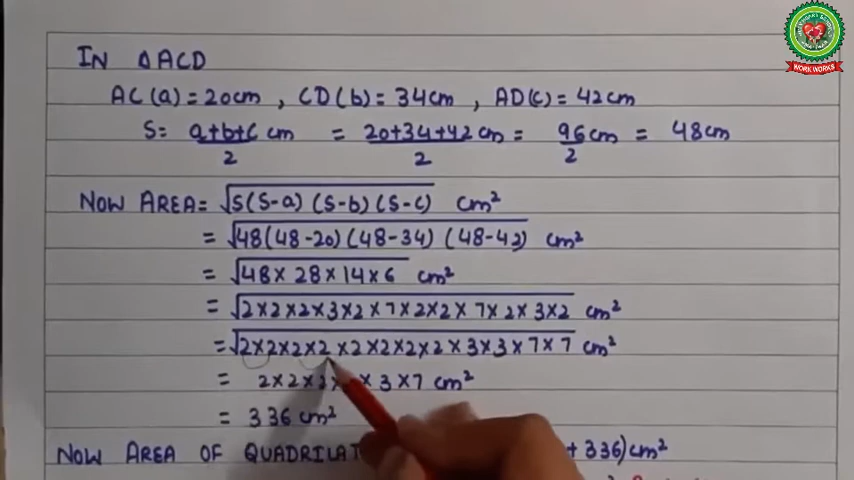 IN ΔACD
AC(a)=20cm, CD(b)=34cm, AD(c)=42cm
S= a+b+c/2 cm = 20+34+42/2 cm = 96/2 cm = 48cm
NOW AREA= √S(S-a)(S-b)(S-c) cm²
= √48(48-20)(48-34)(48-42) cm²
= √48×28×14×6 cm²
= √2×2×2×3×2×7×2×2×7×2×3×2 cm²
=√2×2×2×2×2×2×2×2×3×3×7×7 cm²
= 2×2×2× ×3×7 cm²
= 336 cm²
NOW AREA OF +336)cm²
WORK WORKS